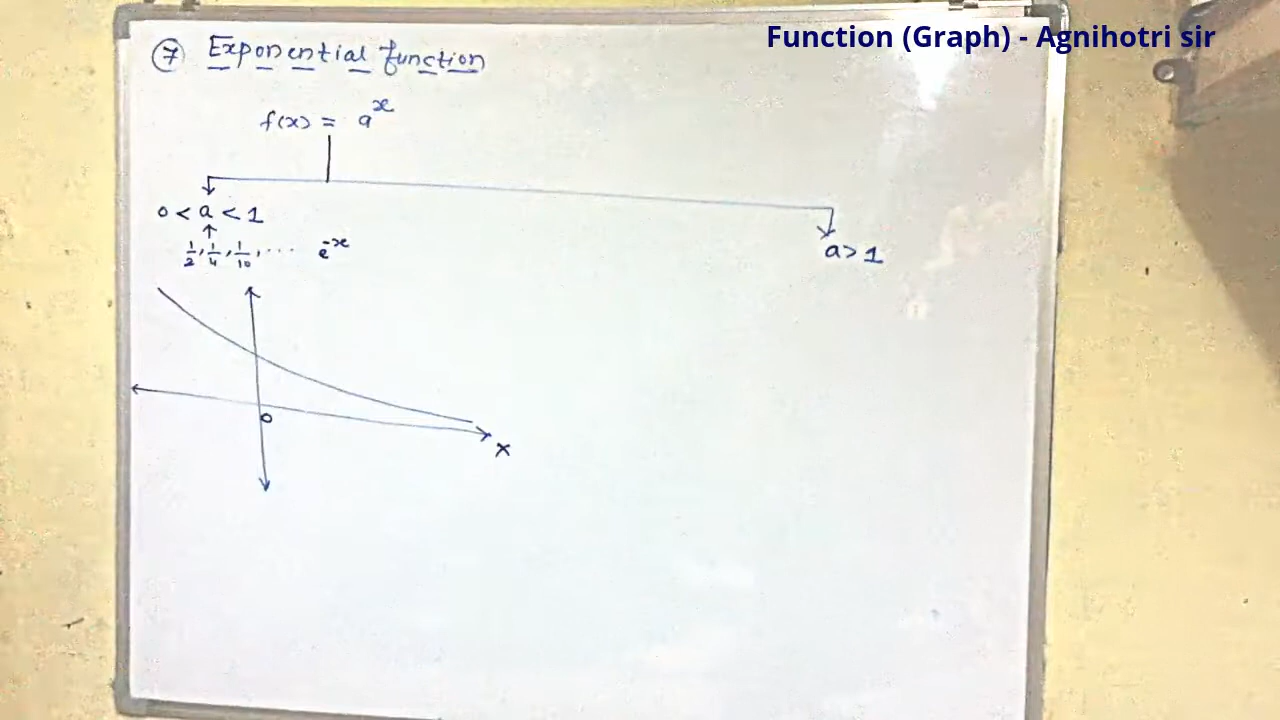 Function (Graph) - Agnihotri sir
⑦ Exponential function
f(x) = a^x
0 < a < 1
a > 1
↑
1/2, 1/4, 1/10, ... e^-x
0
x